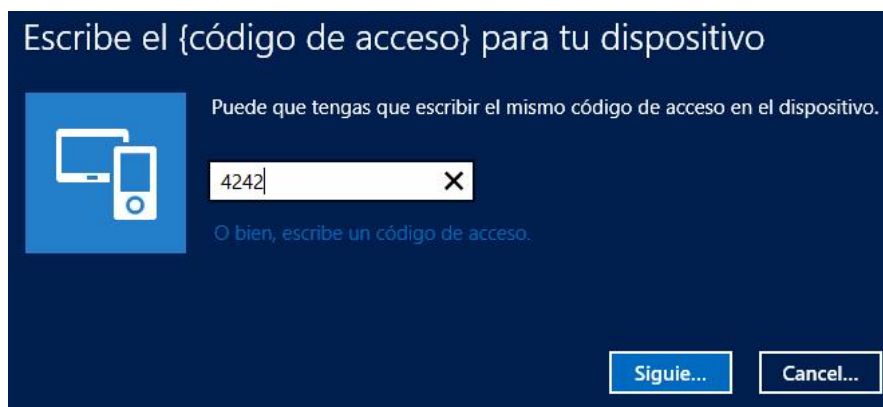 Escribe el {código de acceso} para tu dispositivo
Puede que tengas que escribir el mismo código de acceso en el dispositivo.
4242
O bien, escribe un código de acceso.
Siguie... Cancel...